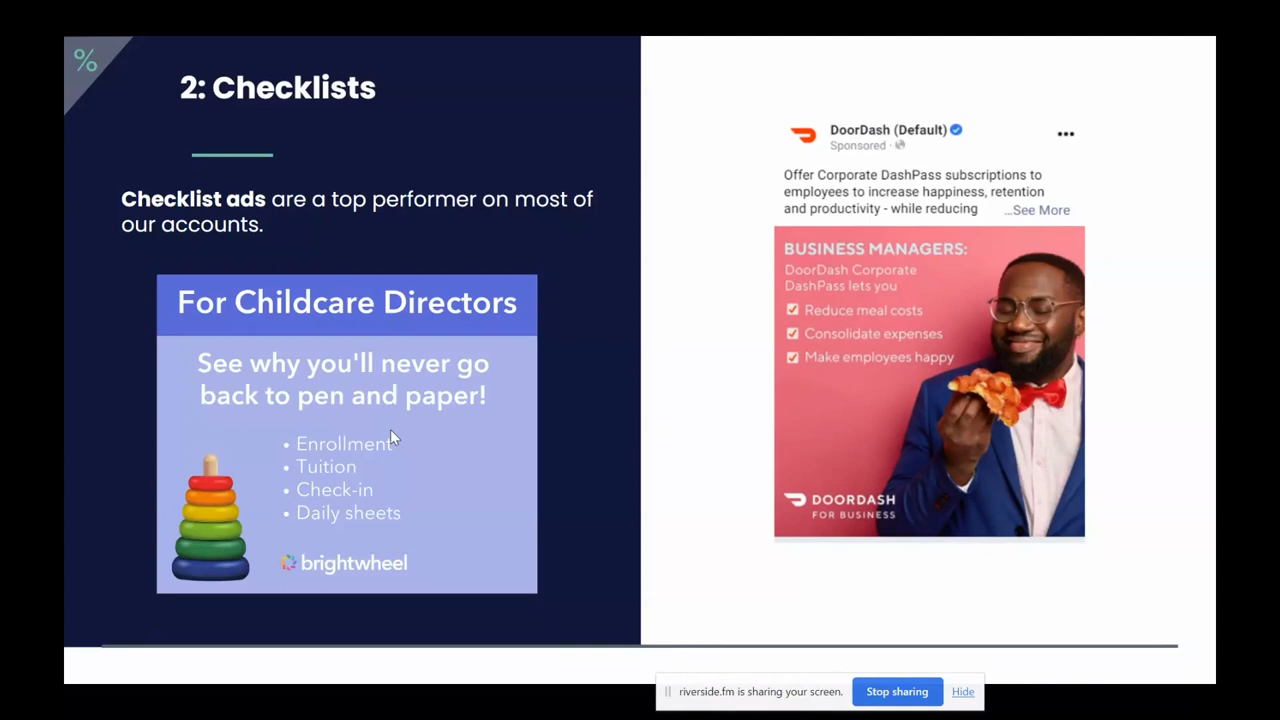 %
2: Checklists
Checklist ads are a top performer on most of
our accounts.
For Childcare Directors
See why you'll never go
back to pen and paper!
• Enrollment
• Tuition
• Check-in
• Daily sheets
brightwheel
DoorDash (Default)
Sponsored ·
Offer Corporate DashPass subscriptions to
employees to increase happiness, retention
and productivity - while reducing ...See More
BUSINESS MANAGERS:
DoorDash Corporate
DashPass lets you
Reduce meal costs
Consolidate expenses
Make employees happy
DOORDASH
FOR BUSINESS
riverside.fm is sharing your screen. Stop sharing Hide